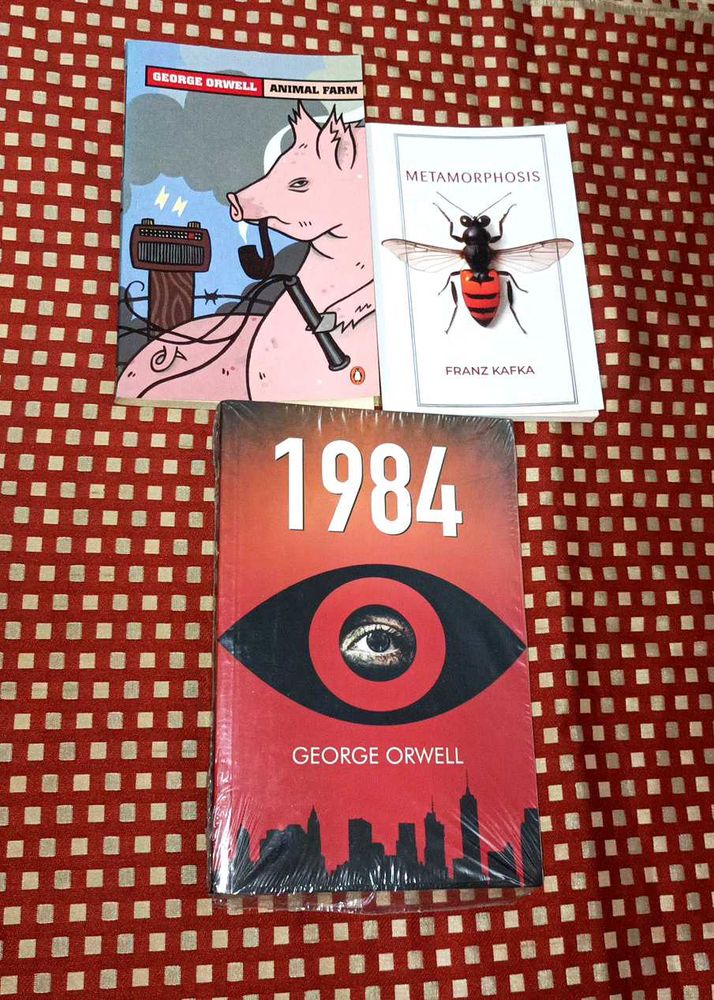 GEORGE ORWELL ANIMAL FARM
METAMORPHOSIS
FRANZ KAFKA
1984
GEORGE ORWELL